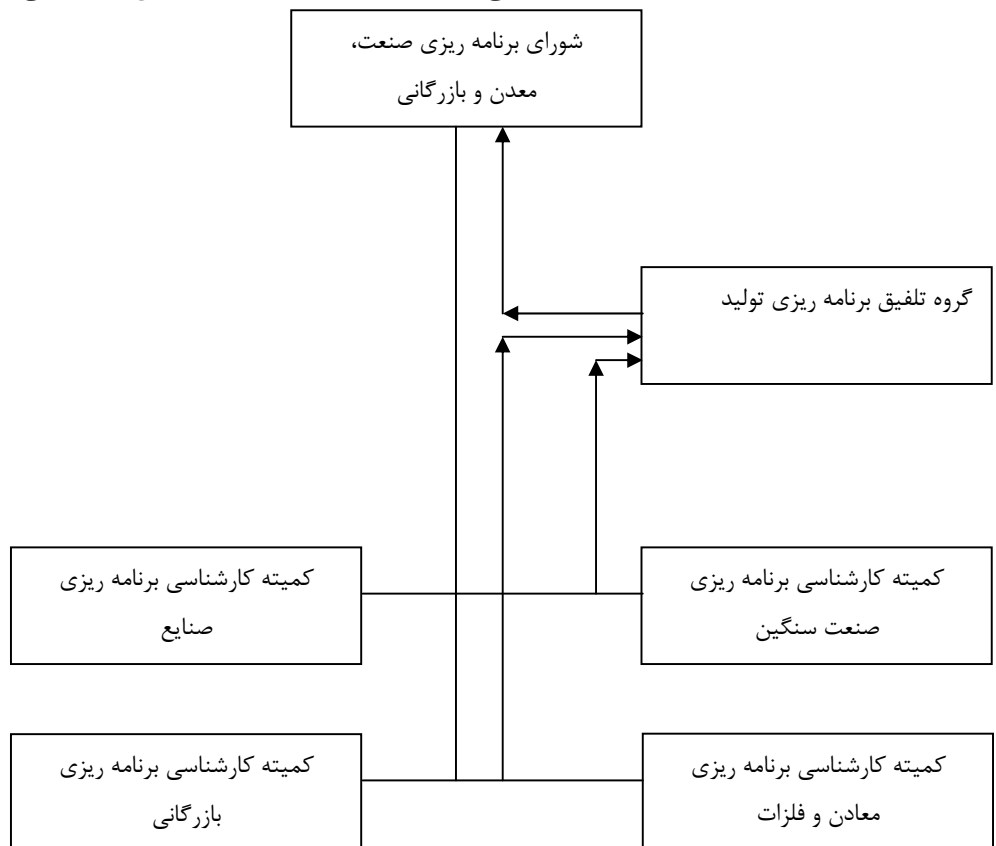 شورای برنامه ریزی صنعت،
معدن و بازرگانی
گروه تلفیق برنامه ریزی تولید
کمیته کارشناسی برنامه ریزی
صنعت سنگین
کمیته کارشناسی برنامه ریزی
صنایع
کمیته کارشناسی برنامه ریزی
معادن و فلزات
کمیته کارشناسی برنامه ریزی
بازرگانی